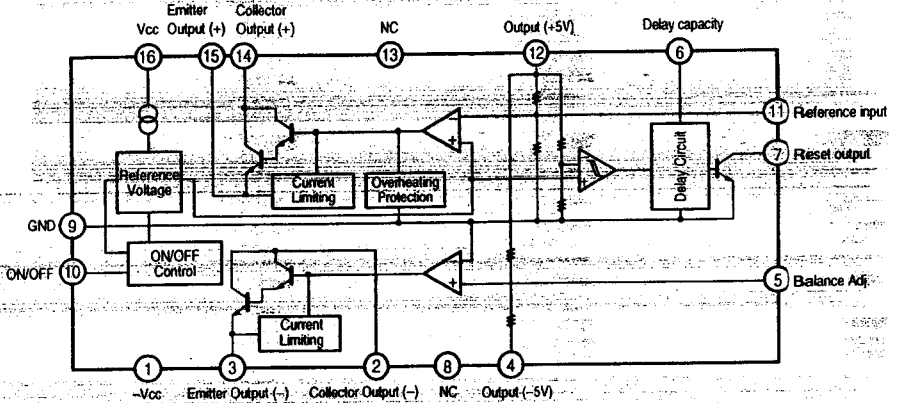 Emitter
Output (+)
Collector
Output (+)
Vcc
NC
Output (+5V)
Delay capacity
16
15
14
13
12
6
11
Reference input
7
Reset output
Reference
Voltage
Current
Limiting
Overheating
Protection
Delay Circuit
GND
9
ON/OFF
10
ON/OFF
Control
Current
Limiting
5
Balance Adj.
1
3
2
8
4
-Vcc
Emitter Output (-)
Collector Output (-)
NC
Output (-5V)